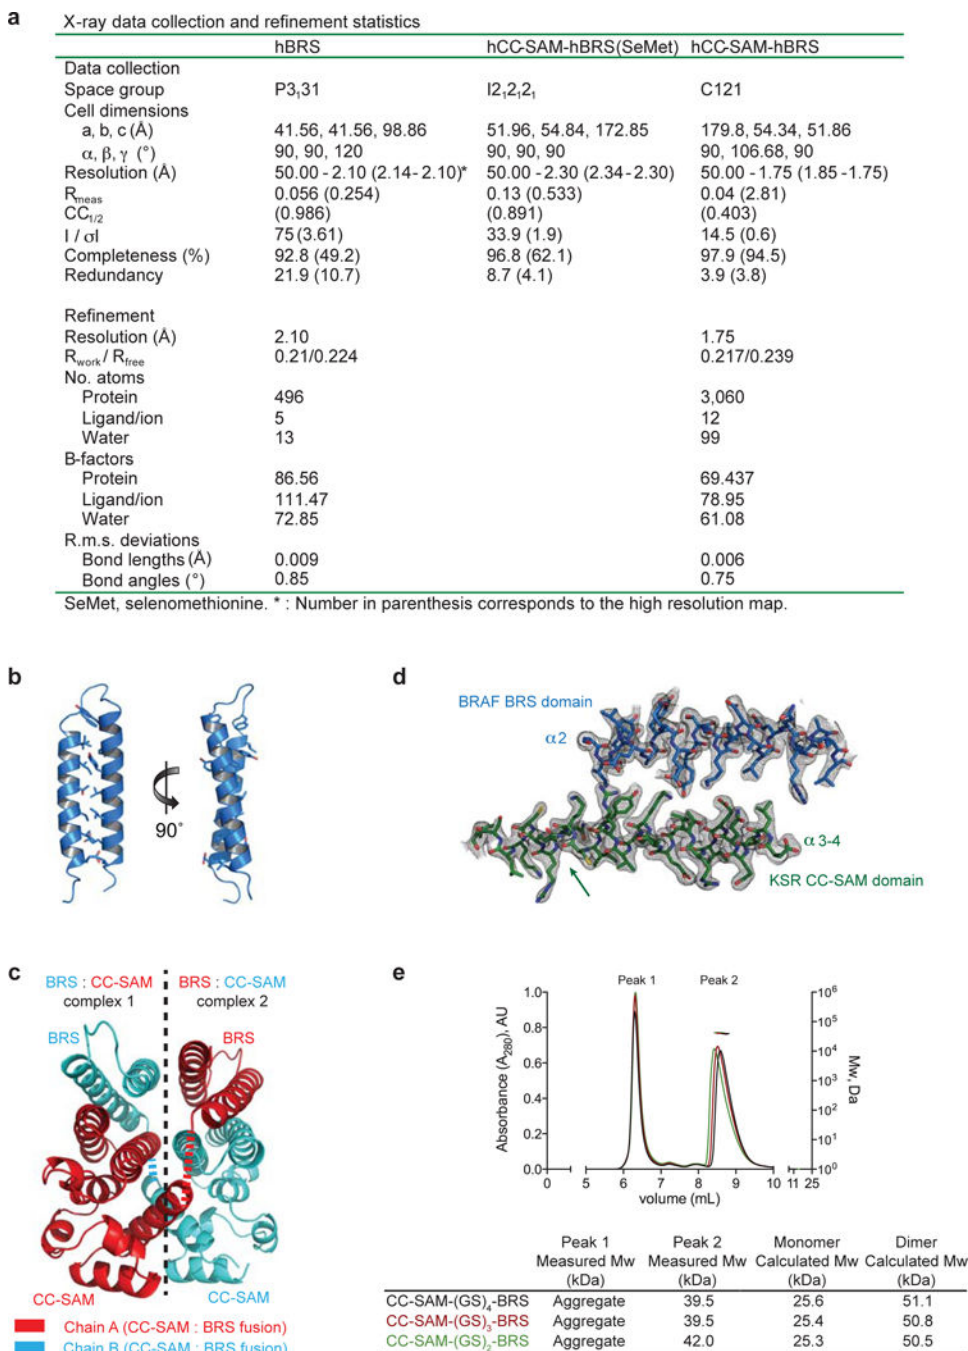 a
X-ray data collection and refinement statistics
hBRS hCC-SAM-hBRS(SeMet) hCC-SAM-hBRS
Data collection
Space group P3₁31 I2₁2₁2₁ C121
Cell dimensions
a, b, c (Å) 41.56, 41.56, 98.86 51.96, 54.84, 172.85 179.8, 54.34, 51.86
α, β, γ (°) 90, 90, 120 90, 90, 90 90, 106.68, 90
Resolution (Å) 50.00 - 2.10 (2.14- 2.10)* 50.00 -2.30 (2.34-2.30) 50.00 -1.75 (1.85 -1.75)
Rmeas 0.056 (0.254) 0.13 (0.533) 0.04 (2.81)
CC1/2 (0.986) (0.891) (0.403)
I / σI 75 (3.61) 33.9 (1.9) 14.5 (0.6)
Completeness (%) 92.8 (49.2) 96.8 (62.1) 97.9 (94.5)
Redundancy 21.9 (10.7) 8.7 (4.1) 3.9 (3.8)
Refinement
Resolution (Å) 2.10 1.75
Rwork / Rfree 0.21/0.224 0.217/0.239
No. atoms
Protein 496 3,060
Ligand/ion 5 12
Water 13 99
B-factors
Protein 86.56 69.437
Ligand/ion 111.47 78.95
Water 72.85 61.08
R.m.s. deviations
Bond lengths (Å) 0.009 0.006
Bond angles (°) 0.85 0.75
SeMet, selenomethionine. * : Number in parenthesis corresponds to the high resolution map.
b
90°
d
BRAF BRS domain
α2
α 3-4
KSR CC-SAM domain
c
BRS : CC-SAM
complex 1
BRS : CC-SAM
complex 2
BRS
BRS
CC-SAM
CC-SAM
Chain A (CC-SAM : BRS fusion)
Chain B (CC-SAM : BRS fusion)
e
Peak 1 Peak 2
Absorbance (A₂₈₀), AU
1.0
0.8
0.6
0.4
0.2
0.0
10⁶
10⁵
10⁴
10³
10²
10¹
10⁰
Mw, Da
0 5 6 7 8 9 10 11 25
volume (mL)
Peak 1 Peak 2 Monomer Dimer
Measured Mw Measured Mw Calculated Mw Calculated Mw
(kDa) (kDa) (kDa) (kDa)
CC-SAM-(GS)₄-BRS Aggregate 39.5 25.6 51.1
CC-SAM-(GS)₃-BRS Aggregate 39.5 25.4 50.8
CC-SAM-(GS)₂-BRS Aggregate 42.0 25.3 50.5